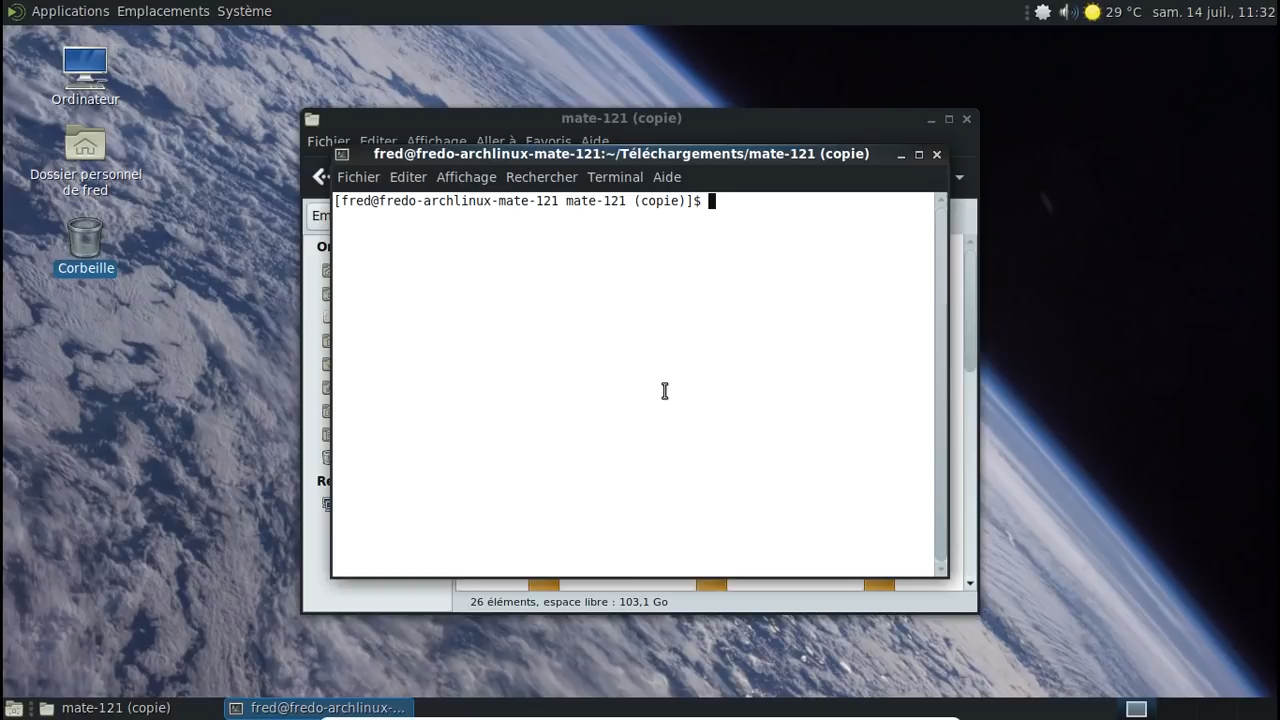 Applications Emplacements Système
29 °C sam. 14 juil., 11:32
Ordinateur
Dossier personnel
de fred
Corbeille
mate-121 (copie)
Fichier Editer Affichage Aller à Favoris Aide
fred@fredo-archlinux-mate-121:~/Téléchargements/mate-121 (copie)
Fichier Editer Affichage Rechercher Terminal Aide
[fred@fredo-archlinux-mate-121 mate-121 (copie)]$
26 éléments, espace libre : 103,1 Go
mate-121 (copie)
fred@fredo-archlinux-...